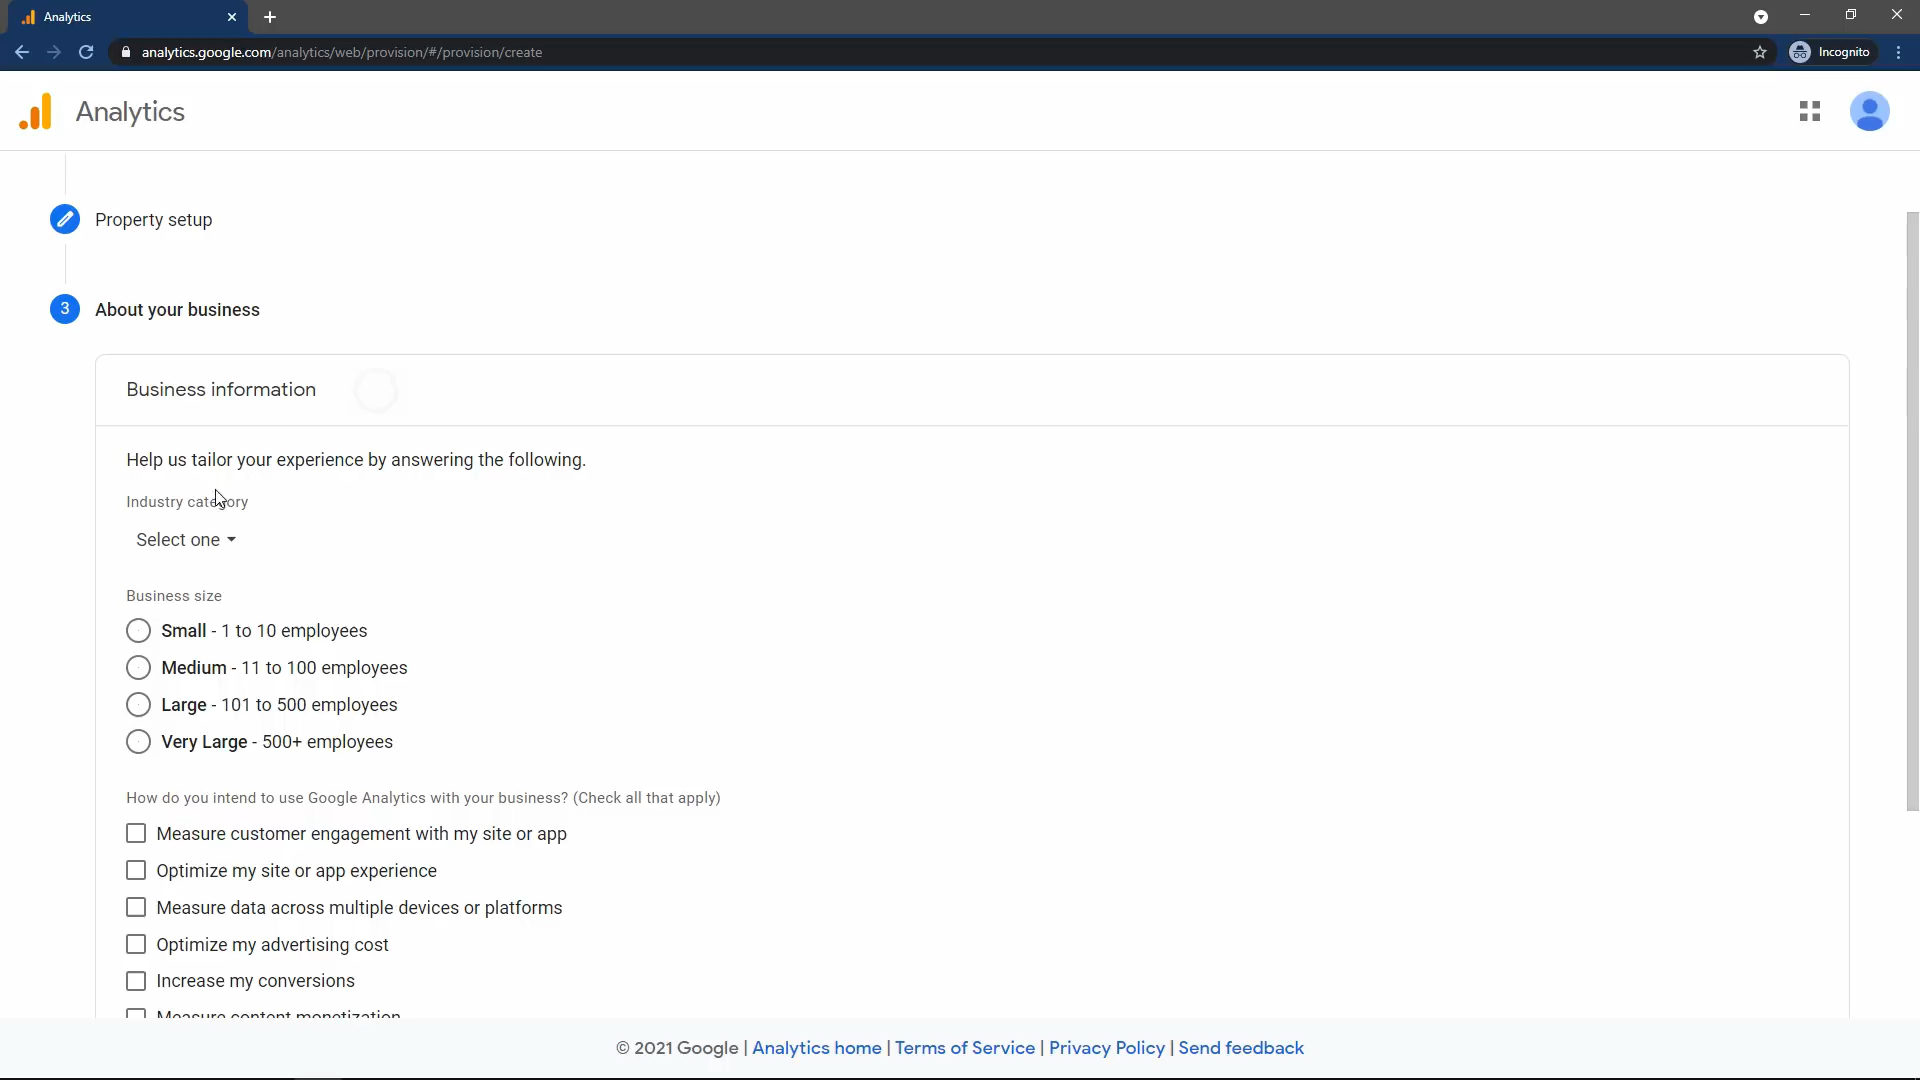 Analytics
analytics.google.com/analytics/web/provision/#/provision/create
Incognito
Analytics
Property setup
3 About your business
Business information
Help us tailor your experience by answering the following.
Industry category
Select one
Business size
Small - 1 to 10 employees
Medium - 11 to 100 employees
Large - 101 to 500 employees
Very Large - 500+ employees
How do you intend to use Google Analytics with your business? (Check all that apply)
Measure customer engagement with my site or app
Optimize my site or app experience
Measure data across multiple devices or platforms
Optimize my advertising cost
Increase my conversions
Measure content monetization
© 2021 Google | Analytics home | Terms of Service | Privacy Policy | Send feedback